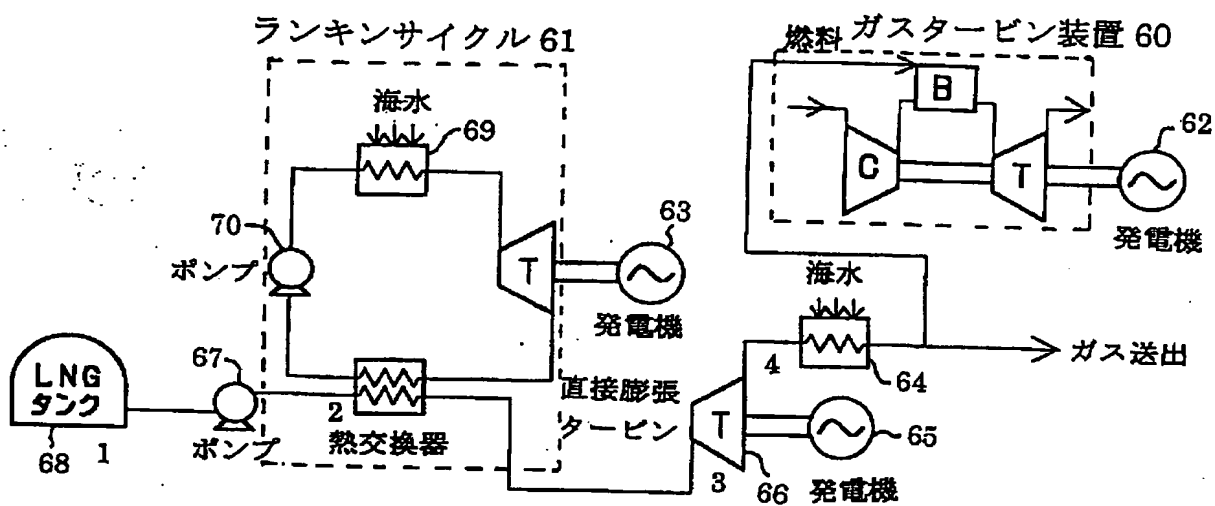 ランキンサイクル 61
燃料 ガスタービン装置 60
海水
69
B
C
T
62
発電機
70
ポンプ
T
63
発電機
海水
64
4
ガス送出
LNG
タンク
68
1
67
ポンプ
2
熱交換器
直接膨張
タービン
T
3
66
65
発電機